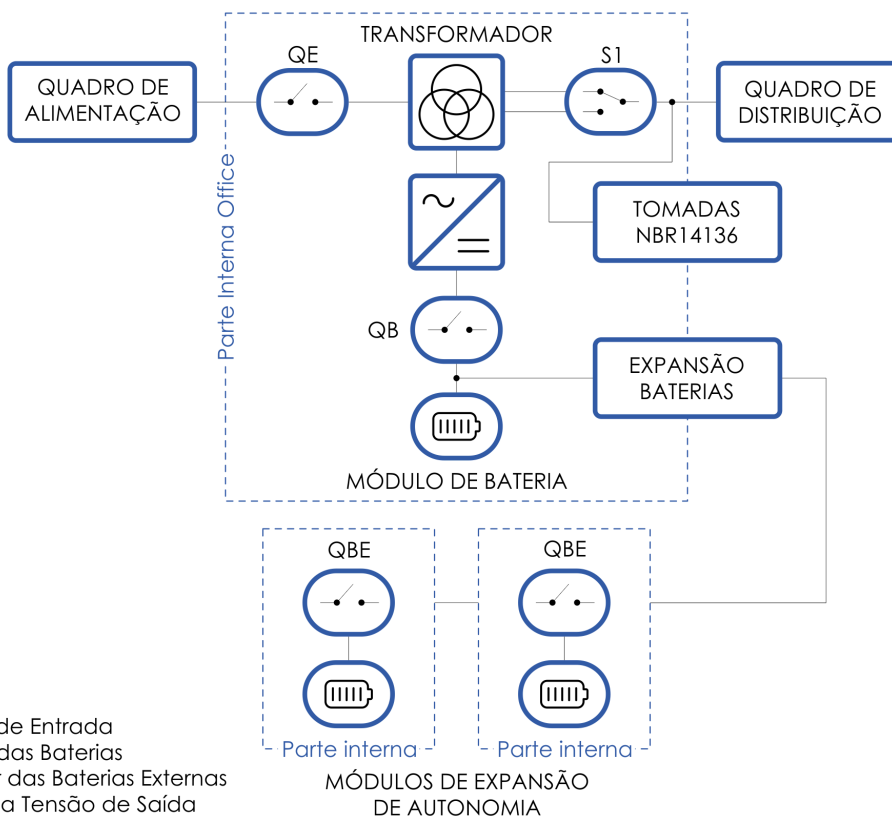 TRANSFORMADOR
QE
S1
QUADRO DE
ALIMENTAÇÃO
QUADRO DE
DISTRIBUIÇÃO
Parte Interna Office
TOMADAS
NBR14136
QB
EXPANSÃO
BATERIAS
MÓDULO DE BATERIA
QBE
QBE
Parte interna
Parte interna
MÓDULOS DE EXPANSÃO
DE AUTONOMIA
de Entrada
das Baterias
das Baterias Externas
a Tensão de Saída